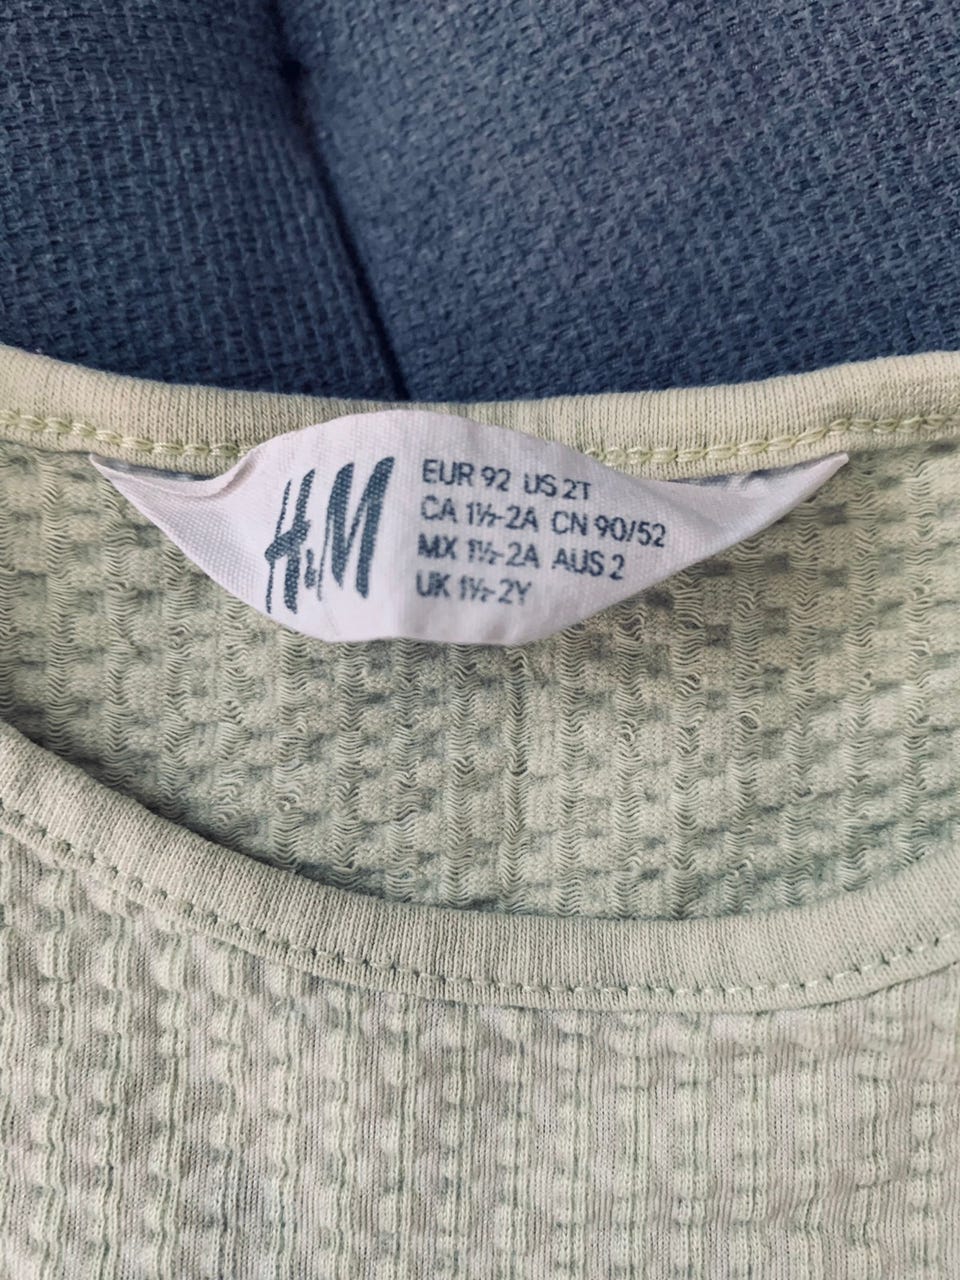 H&M
EUR 92 US 2T
CA 1½-2A CN 90/52
MX 1½-2A AUS 2
UK 1½-2Y